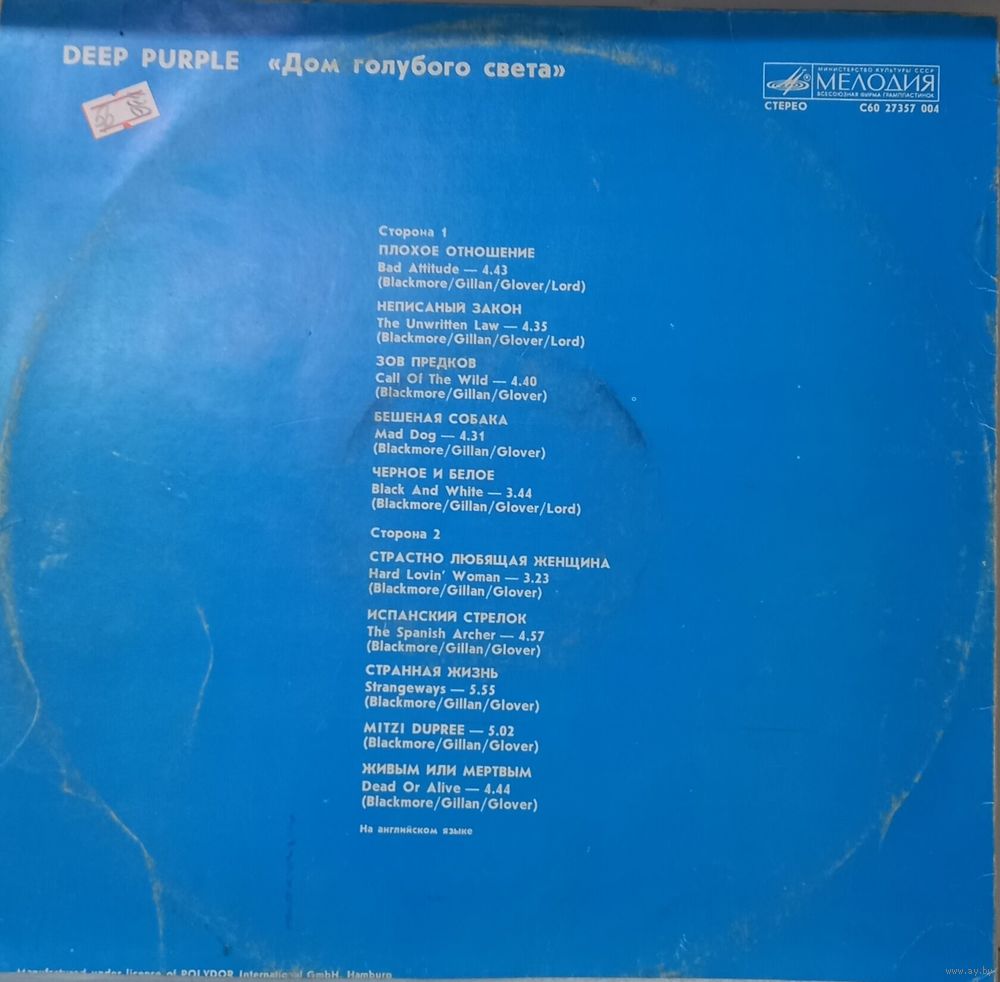 DEEP PURPLE «Дом голубого света»
МИНИСТЕРСТВО КУЛЬТУРЫ СССР
МЕЛОДИЯ
ВСЕСОЮЗНАЯ ФИРМА ГРАМПЛАСТИНОК
СТЕРЕО С60 27357 004
Сторона 1
ПЛОХОЕ ОТНОШЕНИЕ
Bad Attitude — 4.43
(Blackmore/Gillan/Glover/Lord)
НЕПИСАНЫЙ ЗАКОН
The Unwritten Law — 4.35
(Blackmore/Gillan/Glover/Lord)
ЗОВ ПРЕДКОВ
Call Of The Wild — 4.40
(Blackmore/Gillan/Glover)
БЕШЕНАЯ СОБАКА
Mad Dog — 4.31
(Blackmore/Gillan/Glover)
ЧЕРНОЕ И БЕЛОЕ
Black And White — 3.44
(Blackmore/Gillan/Glover/Lord)
Сторона 2
СТРАСТНО ЛЮБЯЩАЯ ЖЕНЩИНА
Hard Lovin' Woman — 3.23
(Blackmore/Gillan/Glover)
ИСПАНСКИЙ СТРЕЛОК
The Spanish Archer — 4.57
(Blackmore/Gillan/Glover)
СТРАННАЯ ЖИЗНЬ
Strangeways — 5.55
(Blackmore/Gillan/Glover)
MITZI DUPREE — 5.02
(Blackmore/Gillan/Glover)
ЖИВЫМ ИЛИ МЕРТВЫМ
Dead Or Alive — 4.44
(Blackmore/Gillan/Glover)
На английском языке
Manufactured under license of POLYDOR International GmbH, Hamburg
www.ay.by